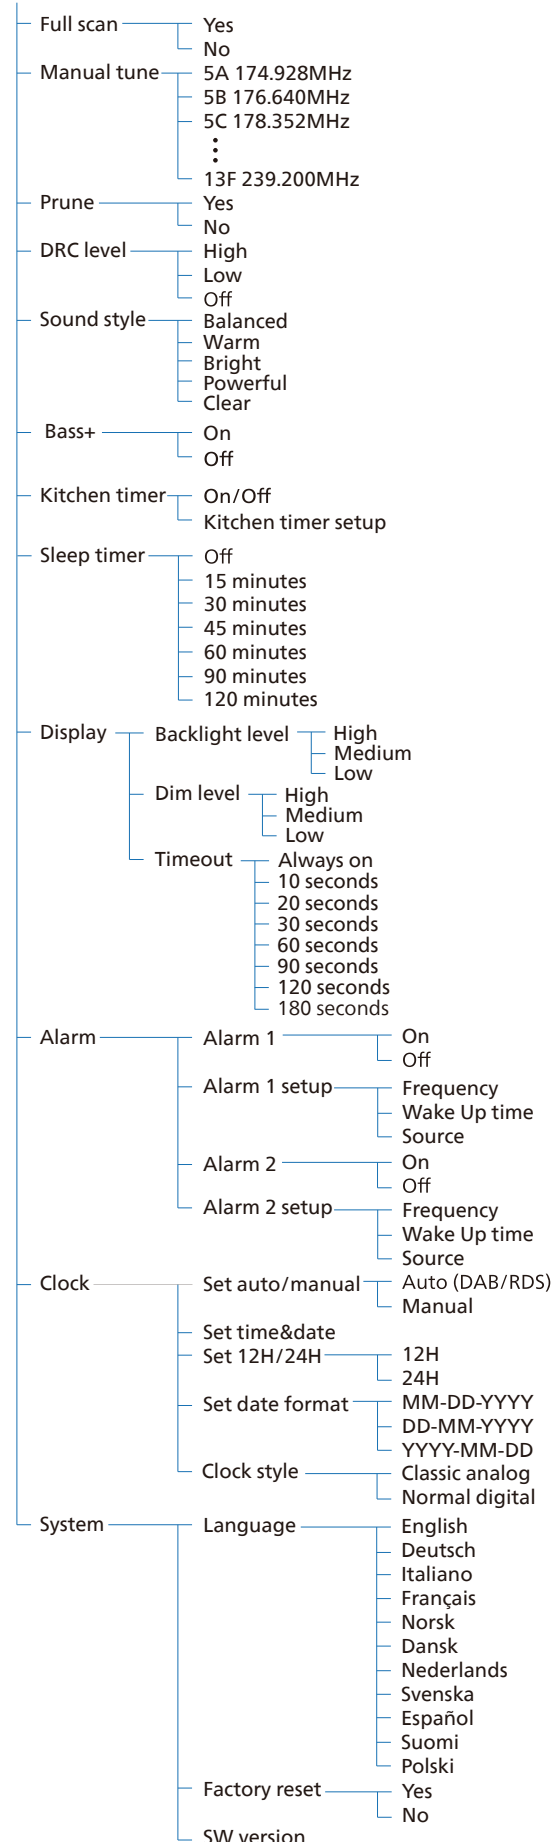 Full scan Yes
No
Manual tune 5A 174.928MHz
5B 176.640MHz
5C 178.352MHz
⋮
13F 239.200MHz
Prune Yes
No
DRC level High
Low
Off
Sound style Balanced
Warm
Bright
Powerful
Clear
Bass+ On
Off
Kitchen timer On/Off
Kitchen timer setup
Sleep timer Off
15 minutes
30 minutes
45 minutes
60 minutes
90 minutes
120 minutes
Display Backlight level High
Medium
Low
Dim level High
Medium
Low
Timeout Always on
10 seconds
20 seconds
30 seconds
60 seconds
90 seconds
120 seconds
180 seconds
Alarm Alarm 1 On
Off
Alarm 1 setup Frequency
Wake Up time
Source
Alarm 2 On
Off
Alarm 2 setup Frequency
Wake Up time
Source
Clock Set auto/manual Auto (DAB/RDS)
Manual
Set time&date
Set 12H/24H 12H
24H
Set date format MM-DD-YYYY
DD-MM-YYYY
YYYY-MM-DD
Clock style Classic analog
Normal digital
System Language English
Deutsch
Italiano
Français
Norsk
Dansk
Nederlands
Svenska
Español
Suomi
Polski
Factory reset Yes
No
SW version